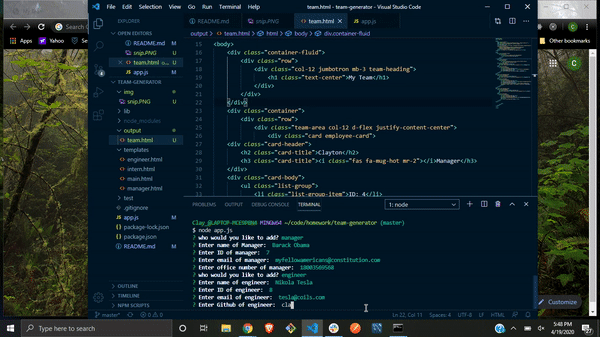 File Edit Selection View Go Run Terminal Help team.html - team-generator - Visual Studio Code
EXPLORER
README.md
snip.PNG
team.html
app.js
OPEN EDITORS
README.md
snip.PNG
team.html
app.js
TEAM-GENERATOR
img
snip.PNG
lib
node_modules
output
team.html U
templates
engineer.html
intern.html
main.html
manager.html
test
.gitignore
app.js
package-lock.json
package.json
README.md
OUTLINE
TIMELINE
NPM SCRIPTS
output > team.html > html > body > div.container-fluid
15 <body>
16 <div class="container-fluid">
17 <div class="row">
18 <div class="col-12 jumbotron mb-3 team-heading">
19 <h1 class="text-center">My Team</h1>
20 </div>
21 </div>
22 </div>
23 <div class="container">
24 <div class="row">
25 <div class="team-area col-12 d-flex justify-content-center">
26 <div class="card employee-card">
27 <div class="card-header">
28 <h2 class="card-title">Clayton</h2>
29 <h3 class="card-title"><i class="fas fa-mug-hot mr-2"></i>Manager</h3>
30 </div>
31 <div class="card-body">
32 <ul class="list-group">
33 <li class="list-group-item">ID: 4</li>
PROBLEMS OUTPUT DEBUG CONSOLE TERMINAL
1: node
MINGW64 ~/code/homework/team-generator (master)
$ node app.js
? who would you like to add? manager
? Enter name of Manager: Barack Obama
? Enter ID of manager: 7
? Enter email of manager: myfellowamericans@constitution.com
? Enter office number of manager: 18003569568
? who would you like to add? engineer
? Enter name of engineer: Nikola Tesla
? Enter ID of engineer: 8
? Enter email of engineer: tesla@coils.com
? Enter Github of engineer: cla
master*
Ln 22, Col 11
Spaces: 4
UTF-8
LF
HTML
Apps
Yahoo
Other bookmarks
Customize
Type here to search
5:48 PM
4/19/2020